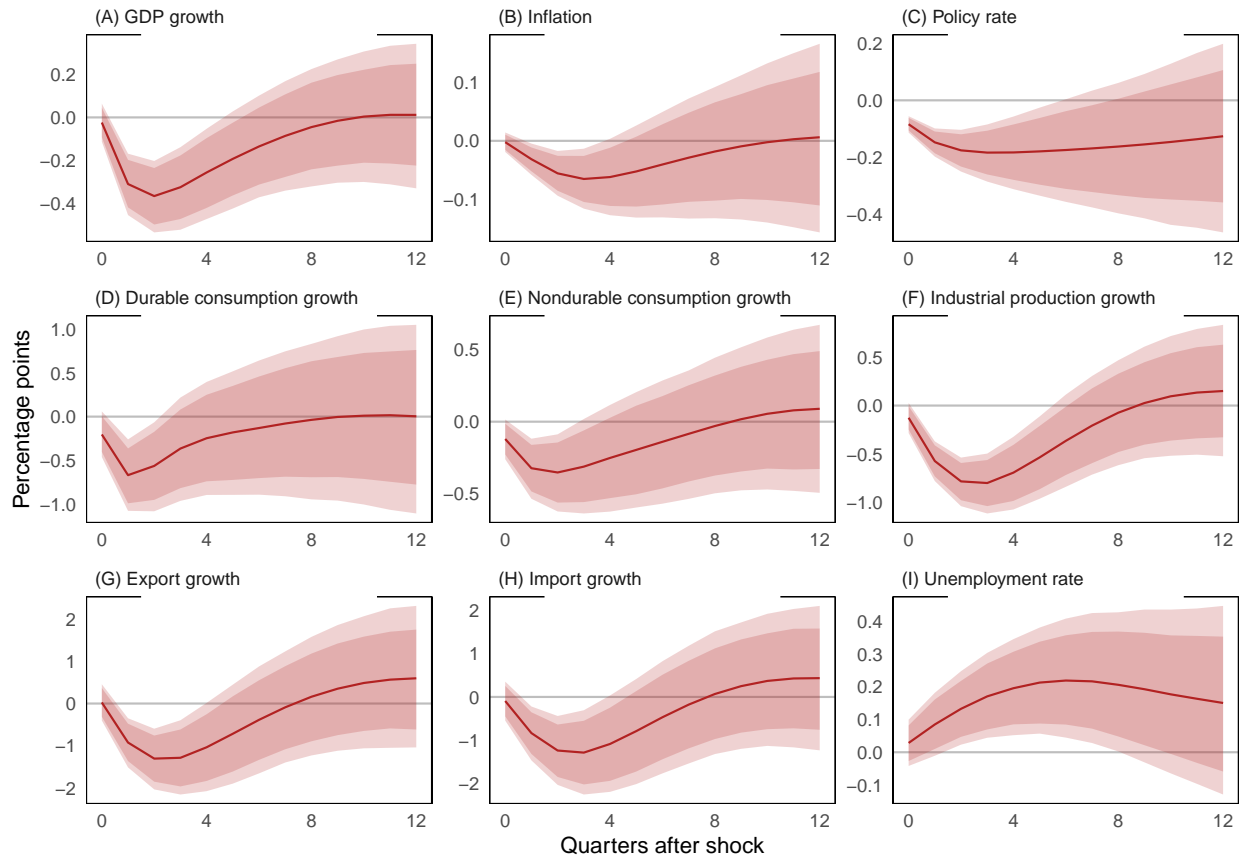 (A) GDP growth
(B) Inflation
(C) Policy rate
0.2
0.0
−0.2
−0.4
0.1
0.0
−0.1
0.2
0.0
−0.2
−0.4
0 4 8 12
0 4 8 12
0 4 8 12
(D) Durable consumption growth
(E) Nondurable consumption growth
(F) Industrial production growth
Percentage points
1.0
0.5
0.0
−0.5
−1.0
0.5
0.0
−0.5
0.5
0.0
−0.5
−1.0
0 4 8 12
0 4 8 12
0 4 8 12
(G) Export growth
(H) Import growth
(I) Unemployment rate
2
1
0
−1
−2
2
1
0
−1
−2
0.4
0.3
0.2
0.1
0.0
−0.1
0 4 8 12
0 4 8 12
0 4 8 12
Quarters after shock